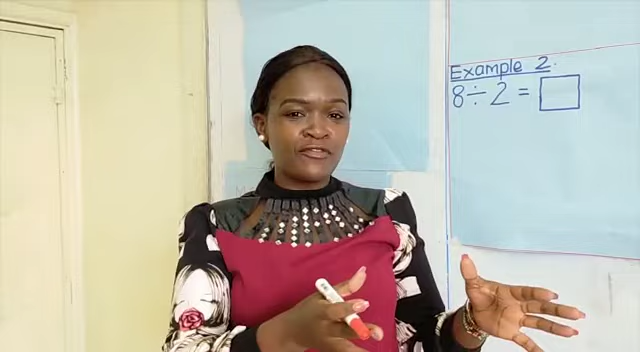 Example 2.
8 ÷ 2 = □